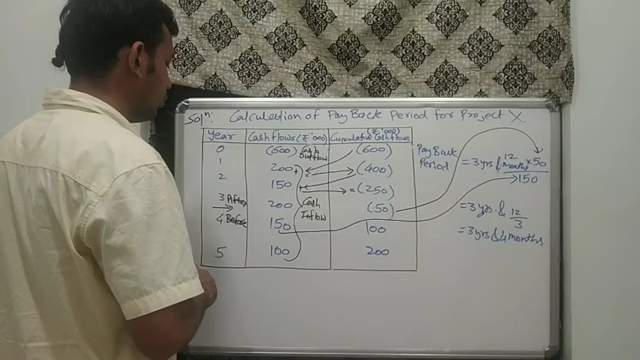 Solⁿ: Calculation of Pay Back Period for Project X.
Year Cash flows (₹'000) Cumulative Cash flows (₹'000)
0 (600) Cash Outflow (600)
1 200 (400)
2 150 = (250)
3 After 200 Cash Inflow (50)
4 Before 150 100
5 100 200
Pay Back Period = 3 yrs & 12 months × 50 / 150
= 3 yrs & 12/3
= 3 yrs & 4 months